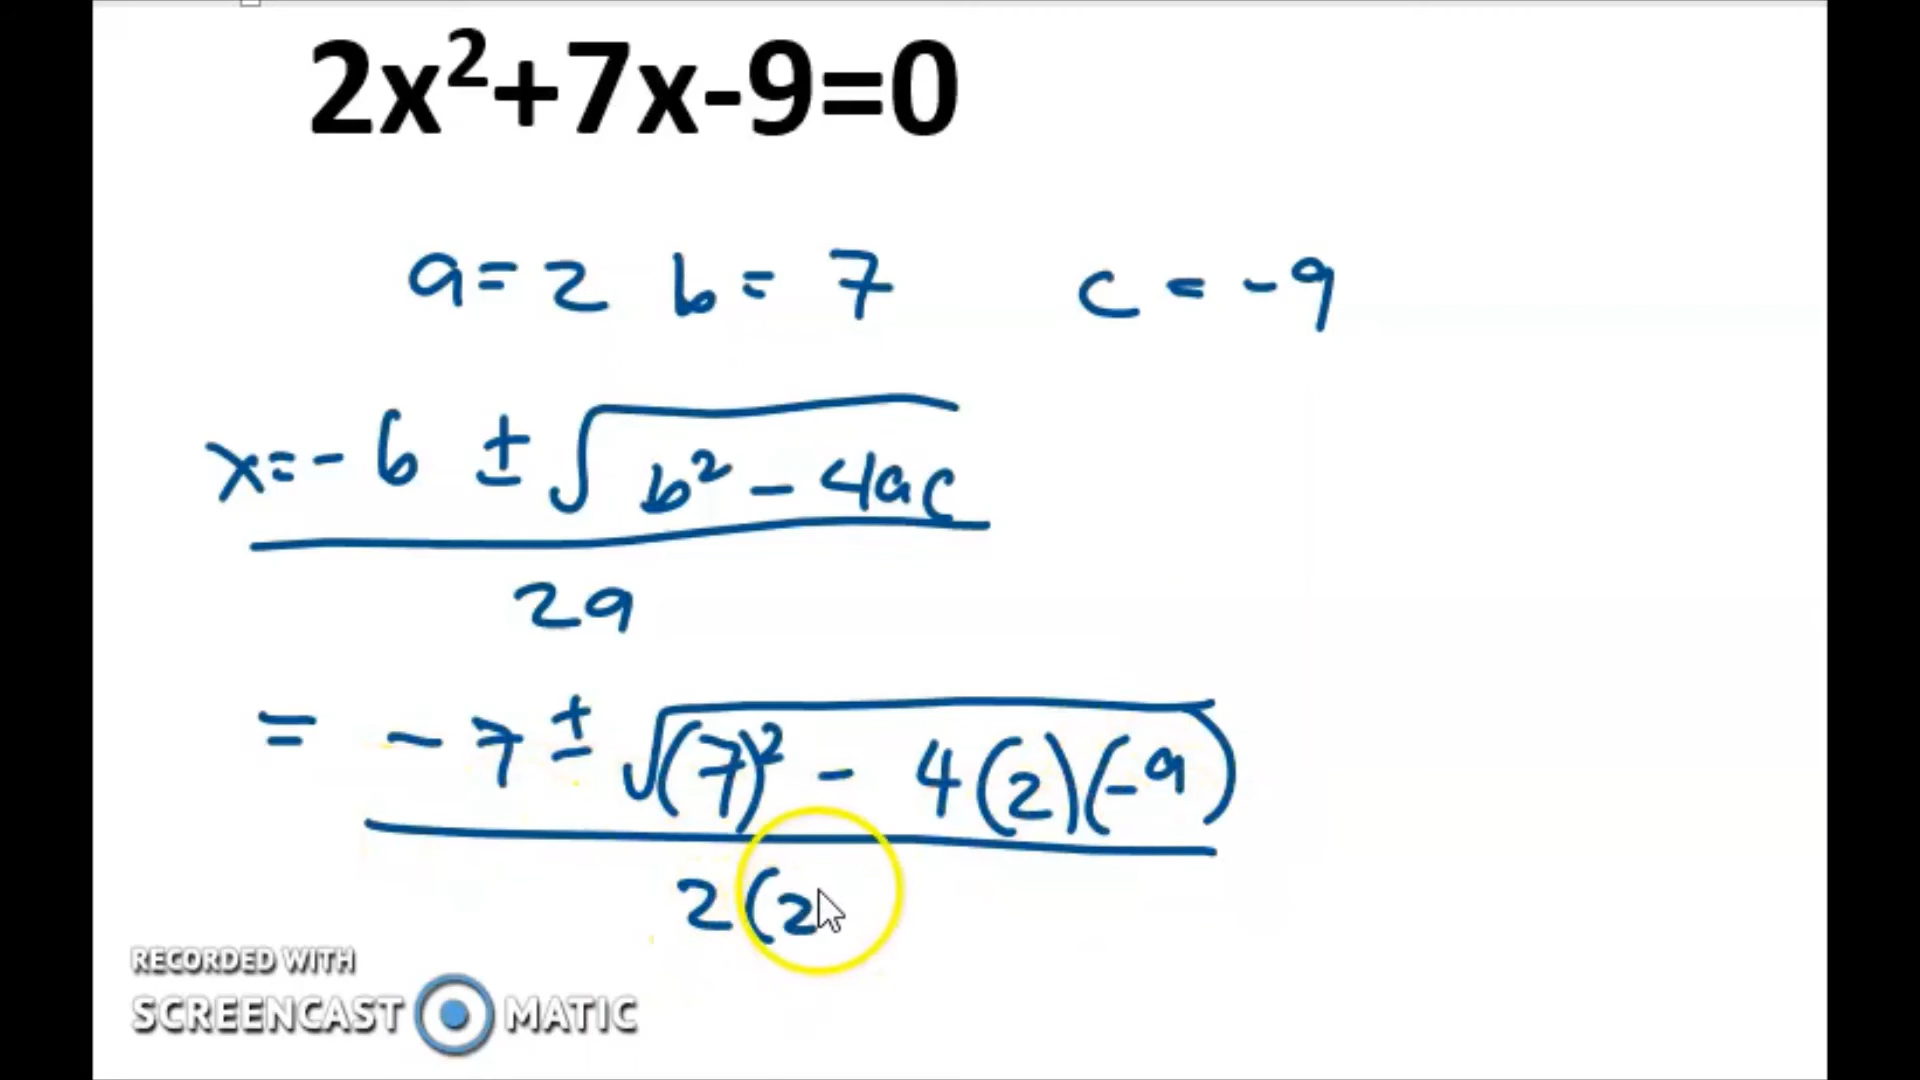 2x²+7x-9=0
a=2 b= 7 c = -9
x=-b ± √b² - 4ac
2a
= -7 ± √(7)² - 4(2)(-9)
2(2
RECORDED WITH
SCREENCAST MATIC